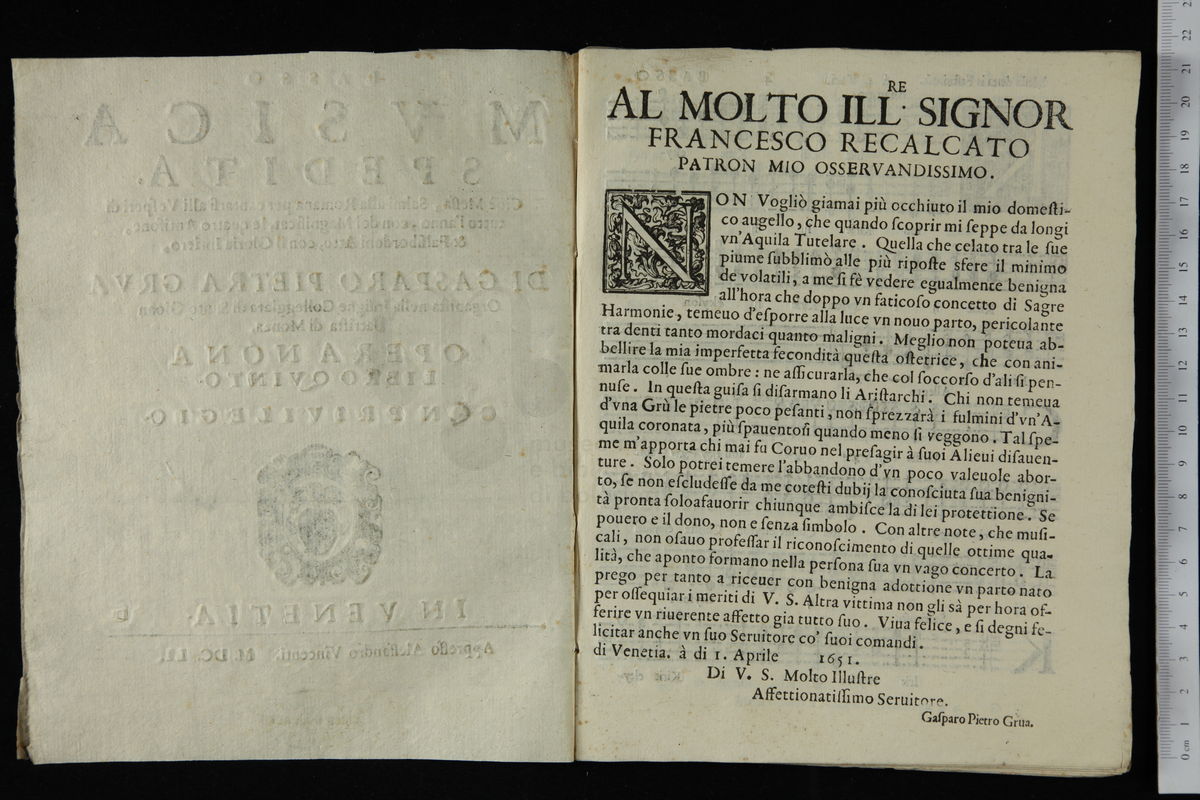 AL MOLTO ILL.RE SIGNOR
FRANCESCO RECALCATO
PATRON MIO OSSERVANDISSIMO.
NON Vogliò giamai più occhiuto il mio domeſti-
co augello, che quando ſcoprir mi ſeppe da longi
vn'Aquila Tutelare. Quella che celato tra le ſue
piume ſubblimò alle più ripoſte sfere il minimo
de volatili, a me ſi fè vedere egualmente benigna
all'hora che doppo vn faticoſo concetto di Sagre
Harmonie, temeuo d'eſporre alla luce vn nouo parto, pericolante
tra denti tanto mordaci quanto maligni. Meglio non poteua ab-
bellire la mia imperfetta fecondità queſta oſtetrice, che con ani-
marla colle ſue ombre: ne aſſicurarla, che col ſoccorſo d'ali ſi pen-
nuſe. In queſta guiſa ſi diſarmano li Ariſtarchi. Chi non temeua
d'vna Grù le pietre poco peſanti, non ſprezzarà i fulmini d'vn'A-
quila coronata, più ſpauentoſi quando meno ſi veggono. Tal ſpe-
me m'apporta chi mai fu Coruo nel preſagir à ſuoi Alieui diſauen-
ture. Solo potrei temere l'abbandono d'vn poco valeuole abor-
to, ſe non eſcludeſſe da me coteſti dubij la conoſciuta ſua benigni-
tà pronta ſoloafauorir chiunque ambiſce la di lei protettione. Se
pouero e il dono, non e ſenza ſimbolo. Con altre note, che muſi-
cali, non oſauo profeſſar il riconoſcimento di quelle ottime qua-
lità, che aponto formano nella perſona ſua vn vago concerto. La
prego per tanto a riceuer con benigna adottione vn parto nato
per oſſequiar i meriti di V. S. Altra vittima non gli sà per hora of-
ferire vn riuerente affetto gia tutto ſuo. Viua felice, e ſi degni fe-
licitar anche vn ſuo Seruitore co' ſuoi comandi.
di Venetia. à di 1. Aprile 1651.
Di V. S. Molto Illuſtre
Affettionatiſſimo Seruitore.
Gaſparo Pietro Grua.